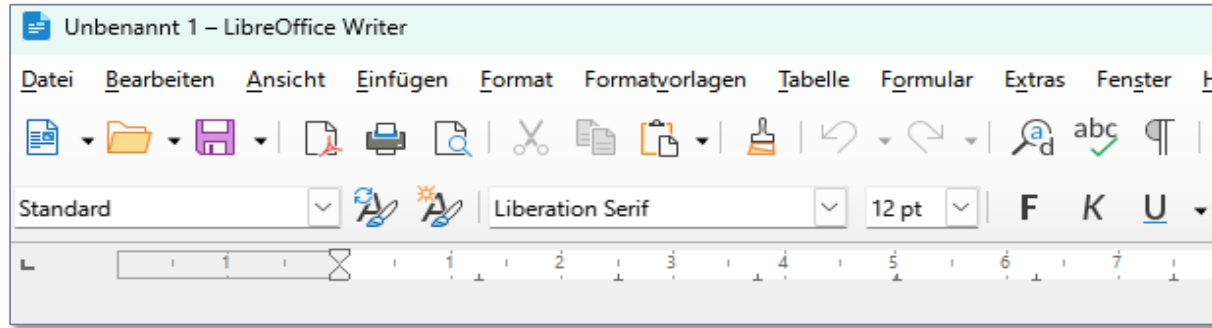 Unbenannt 1 – LibreOffice Writer
Datei Bearbeiten Ansicht Einfügen Format Formatvorlagen Tabelle Formular Extras Fenster
a d abc ¶
Standard Liberation Serif 12 pt F K U
1 1 2 3 4 5 6 7